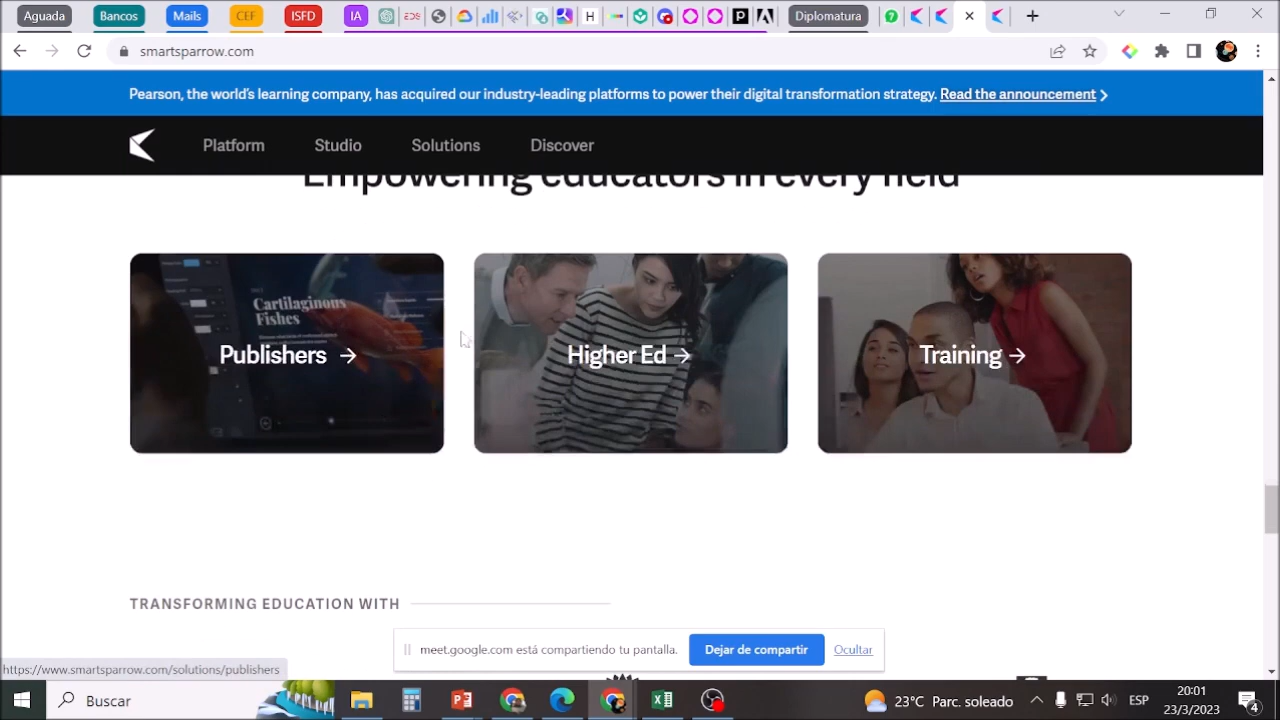 Aguada Bancos Mails CEF ISFD IA Diplomatura
smartsparrow.com
Pearson, the world's learning company, has acquired our industry-leading platforms to power their digital transformation strategy. Read the announcement
Platform Studio Solutions Discover
Empowering educators in every field
Cartilaginous
Fishes
Publishers → Higher Ed → Training →
TRANSFORMING EDUCATION WITH
meet.google.com está compartiendo tu pantalla. Dejar de compartir Ocultar
https://www.smartsparrow.com/solutions/publishers
Buscar 23°C Parc. soleado ESP 20:01
23/3/2023 4